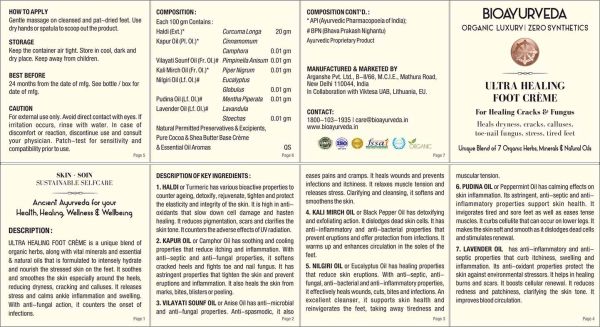 HOW TO APPLY
Gentle massage on cleansed and pat-dried feet. Use
dry hands or spatula to scoop out the product.
STORAGE
Keep the container air tight. Store in cool, dark and
dry place. Keep away from children.
BEST BEFORE
24 months from the date of mfg. See bottle / box for
date of mfg.
CAUTION
For external use only. Avoid direct contact with eyes. If
irritation occurs, rinse with water. In case of
discomfort or reaction, discontinue use and consult
your physician. Patch-test for sensitivity and
compatibility prior to use.
Page 5
COMPOSITION :
Each 100 gm Contains :
Haldi (Ext.)* Curcuma Longa 20 gm
Kapur Oil (Pl. O.)* Cinnamomum
Camphora 0.01 gm
Vilayati Sounf Oil (Fr. Ol.)# Pimpinella Anisum 0.01 gm
Kali Mirch Oil (Fr. Ol.)* Piper Nigrum 0.01 gm
Nilgiri Oil (Lf. Ol.)# Eucalyptus
Globulus 0.01 gm
Pudina Oil (Lf. Ol.)# Mentha Piperata 0.01 gm
Lavender Oil (Lf. Ol.)# Lavandula
Stoechas 0.01 gm
Natural Permitted Preservatives & Excipients,
Pure Cocoa & Shea Butter Base Crème
& Essential Oil Aromas QS
Page 6
COMPOSITION CONT'D. :
* API (Ayurvedic Pharmacopoeia of India);
# BPN (Bhava Prakash Nighantu)
Ayurvedic Proprietary Product
MANUFACTURED & MARKETED BY
Arganshe Pvt. Ltd., B-II/66, M.C.I.E., Mathura Road,
New Delhi 110044, India
In Collaboration with Viktesa UAB, Lithuania, EU.
CONTACT:
1800-103-1935 | care@bioayurveda.in
www.bioayurveda.in
fssai
ORGANIC
Page 7
BIOAYURVEDA
ORGANIC LUXURY | ZERO SYNTHETICS
ULTRA HEALING
FOOT CRÈME
For Healing Cracks & Fungus
Heals dryness, cracks, calluses,
toe-nail fungus, stress, tired feet
Unique Blend of 7 Organic Herbs, Minerals & Natural Oils
SKIN - SOIN
SUSTAINABLE SELFCARE
Ancient Ayurveda for your
Health, Healing, Wellness & Wellbeing
DESCRIPTION :
ULTRA HEALING FOOT CRÈME is a unique blend of
organic herbs, along with vital minerals and essential
& natural oils that is formulated to intensely hydrate
and nourish the stressed skin on the feet. It soothes
and smoothes the skin especially around the heels,
reducing dryness, cracking and calluses. It releases
stress and calms ankle inflammation and swelling.
With anti-fungal action, it counters the onset of
infections.
Page 1
DESCRIPTION OF KEY INGREDIENTS :
1. HALDI or Turmeric has various bioactive properties to
counter ageing, detoxify, rejuvenate, tighten and protect
the elasticity and integrity of the skin. It is high in anti-
oxidants that slow down cell damage and hasten
healing. It reduces pigmentation, scars and clarifies the
skin tone. It counters the adverse effects of UV radiation.
2. KAPUR OIL or Camphor Oil has soothing and cooling
properties that reduce itching and inflammation. With
anti-septic and anti-fungal properties, it softens
cracked heels and fights toe and nail fungus. It has
astringent properties that tighten the skin and prevent
eruptions and inflammation. It also heals the skin from
marks, bites, blisters or peeling.
3. VILAYATI SOUNF OIL or Anise Oil has anti-microbial
and anti-fungal properties. Anti-spasmodic, it also
Page 2
eases pains and cramps. It heals wounds and prevents
infections and itchiness. It relaxes muscle tension and
releases stress. Clarifying and cleansing, it softens and
smoothens the skin.
4. KALI MIRCH OIL or Black Pepper Oil has detoxifying
and exfoliating action. It dislodges dead skin cells. It has
anti-inflammatory and anti-bacterial properties that
prevent eruptions and offer protection from infections. It
warms up and enhances circulation in the soles of the
feet.
5. NILGIRI OIL or Eucalyptus Oil has healing properties
that reduce skin eruptions. With anti-septic, anti-
fungal, anti-bacterial and anti-inflammatory properties,
it effectively heals wounds, cuts, bites and infections. An
excellent cleanser, it supports skin health and
reinvigorates the feet, taking away tiredness and
Page 3
muscular tension.
6. PUDINA OIL or Peppermint Oil has calming effects on
skin inflammation. Its astringent, anti-septic and anti-
inflammatory properties support skin health. It
invigorates tired and sore feet as well as eases tense
muscles. It curbs cellulite that can occur on lower legs. It
makes the skin soft and smooth as it dislodges dead cells
and stimulates renewal.
7. LAVENDER OIL has anti-inflammatory and anti-
septic properties that curb itchiness, swelling and
inflammation. Its anti-oxidant properties protect the
skin against environmental stressors. It helps in healing
burns and scars. It boosts cellular renewal. It reduces
redness and patchiness, clarifying the skin tone. It
improves blood circulation.
Page 4